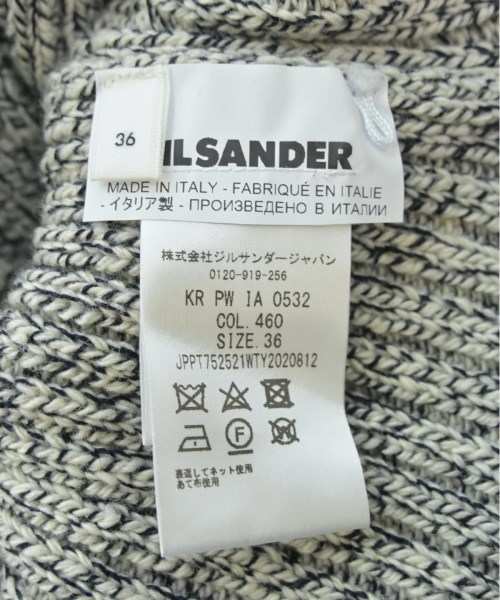 36
ILSANDER
MADE IN ITALY - FABRIQUÉ EN ITALIE
- イタリア製 - ПРОИЗВЕДЕНО В ИТАЛИИ
株式会社ジルサンダージャパン
0120-919-256
KR PW IA 0532
COL. 460
SIZE. 36
JPPT752521WTY2020812
F W
裏返してネット使用
あて布使用